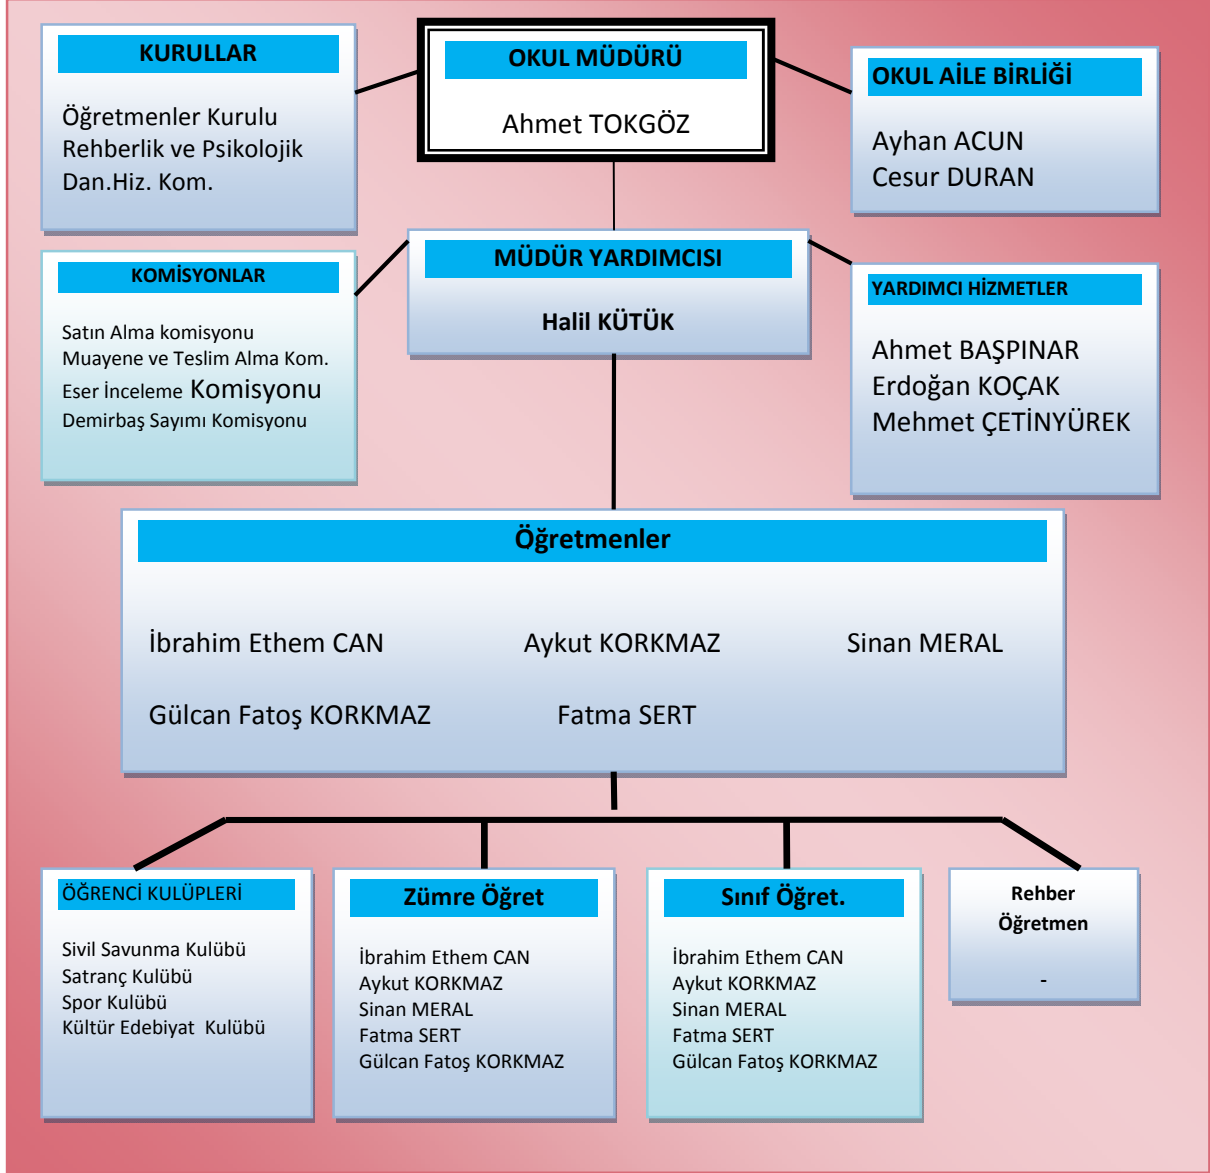 KURULLAR
Öğretmenler Kurulu
Rehberlik ve Psikolojik
Dan.Hiz. Kom.
OKUL MÜDÜRÜ
Ahmet TOKGÖZ
OKUL AİLE BİRLİĞİ
Ayhan ACUN
Cesur DURAN
KOMİSYONLAR
Satın Alma komisyonu
Muayene ve Teslim Alma Kom.
Eser İnceleme Komisyonu
Demirbaş Sayımı Komisyonu
MÜDÜR YARDIMCISI
Halil KÜTÜK
YARDIMCI HİZMETLER
Ahmet BAŞPINAR
Erdoğan KOÇAK
Mehmet ÇETİNYÜREK
Öğretmenler
İbrahim Ethem CAN Aykut KORKMAZ Sinan MERAL
Gülcan Fatoş KORKMAZ Fatma SERT
ÖĞRENCİ KULÜPLERİ
Sivil Savunma Kulübü
Satranç Kulübü
Spor Kulübü
Kültür Edebiyat Kulübü
Zümre Öğret
İbrahim Ethem CAN
Aykut KORKMAZ
Sinan MERAL
Fatma SERT
Gülcan Fatoş KORKMAZ
Sınıf Öğret.
İbrahim Ethem CAN
Aykut KORKMAZ
Sinan MERAL
Fatma SERT
Gülcan Fatoş KORKMAZ
Rehber
Öğretmen
-